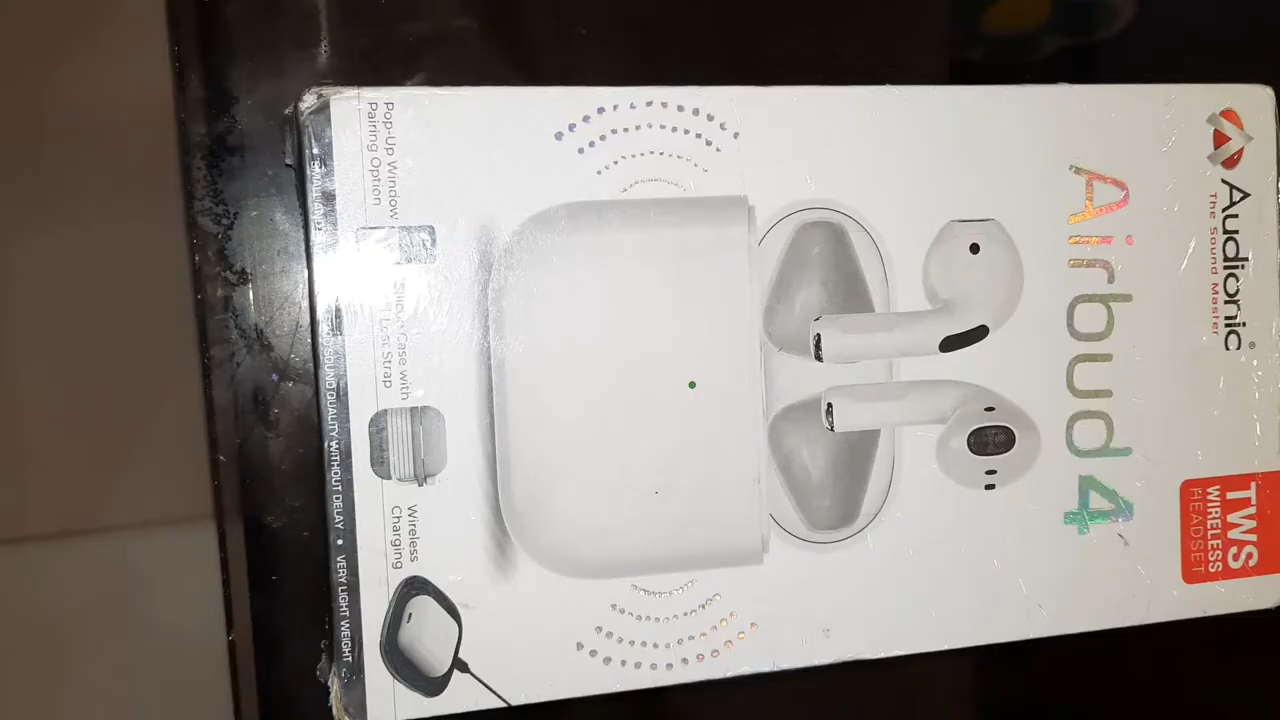 Audionic®
The Sound Master
Airbud 4
TWS
WIRELESS
HEADSET
Pop-Up Window
Pairing Option
Case with
Lost Strap
Wireless
Charging
SOUND QUALITY WITHOUT DELAY • VERY LIGHT WEIGHT